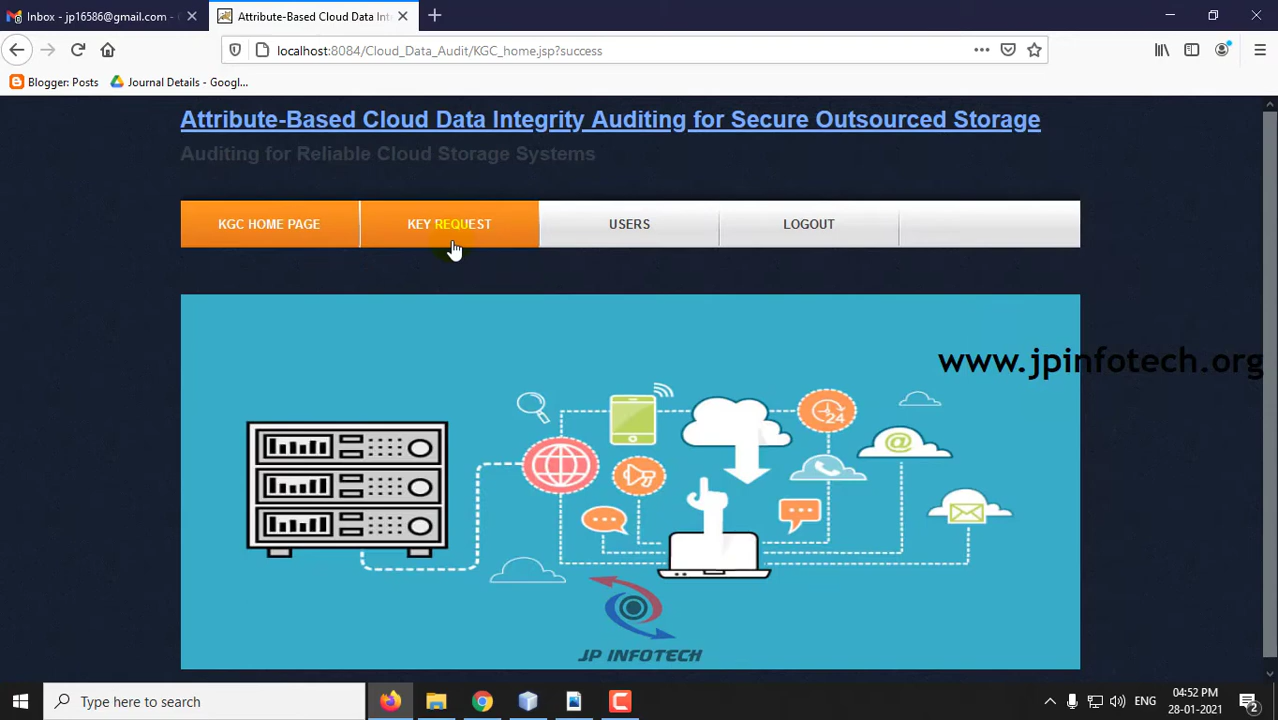 Inbox - jp16586@gmail.com -
Attribute-Based Cloud Data Int
localhost:8084/Cloud_Data_Audit/KGC_home.jsp?success
Blogger: Posts
Journal Details - Googl...
Attribute-Based Cloud Data Integrity Auditing for Secure Outsourced Storage
Auditing for Reliable Cloud Storage Systems
KGC HOME PAGE
KEY REQUEST
USERS
LOGOUT
www.jpinfotech.org
24
@
JP INFOTECH
Type here to search
ENG
04:52 PM
28-01-2021
2